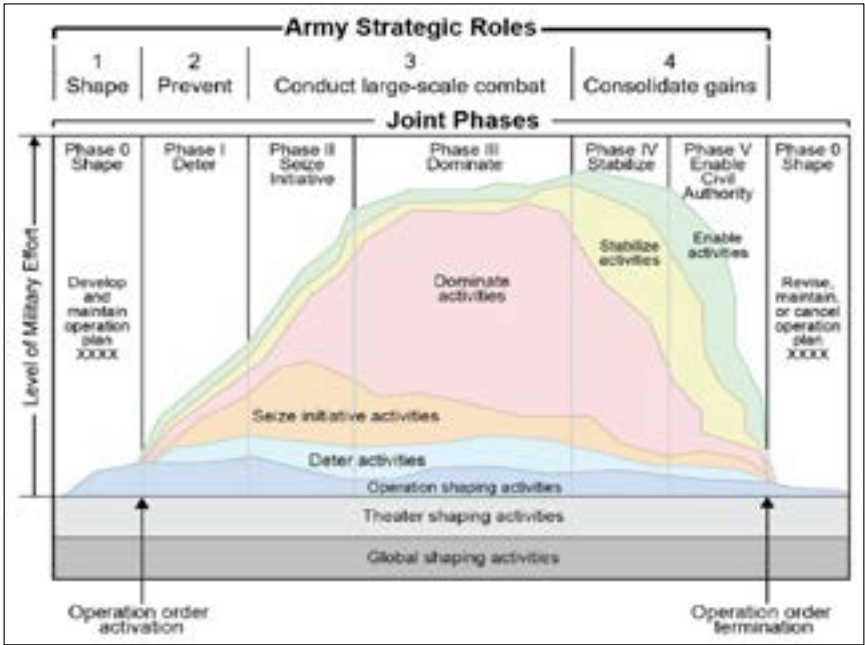 Army Strategic Roles
1
Shape
2
Prevent
3
Conduct large-scale combat
4
Consolidate gains
Joint Phases
Phase 0
Shape
Phase I
Deter
Phase II
Seize
Initiative
Phase III
Dominate
Phase IV
Stabilize
Phase V
Enable
Civil
Authority
Phase 0
Shape
Level of Military Effort
Develop
and
maintain
operation
plan
XXXX
Dominate
activities
Stabilize
activities
Enable
activities
Revise,
maintain,
or cancel
operation
plan
XXXX
Seize initiative activities
Deter activities
Operation shaping activities
Theater shaping activities
Global shaping activities
Operation order
activation
Operation order
termination